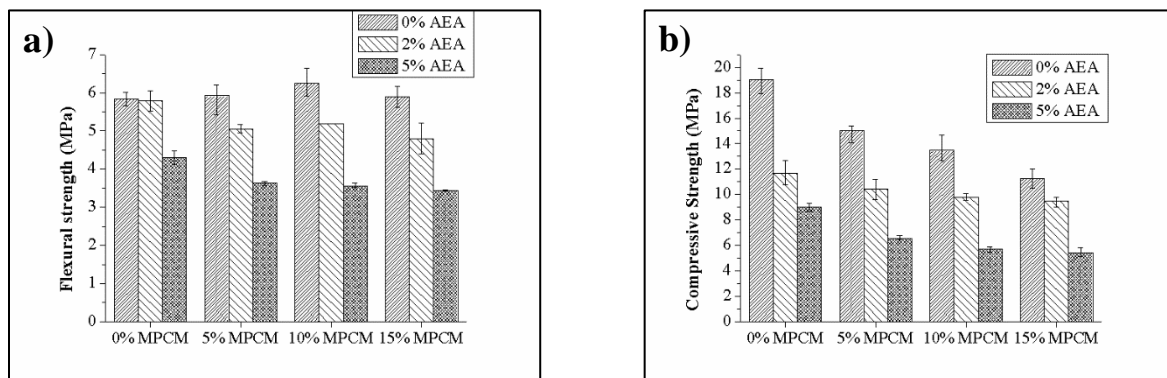 a)
0% AEA
2% AEA
5% AEA
Flexural strength (MPa)
7
6
5
4
3
2
1
0
0% MPCM 5% MPCM 10% MPCM 15% MPCM
b)
0% AEA
2% AEA
5% AEA
Compressive Strength (MPa)
20
18
16
14
12
10
8
6
4
2
0
0% MPCM 5% MPCM 10% MPCM 15% MPCM